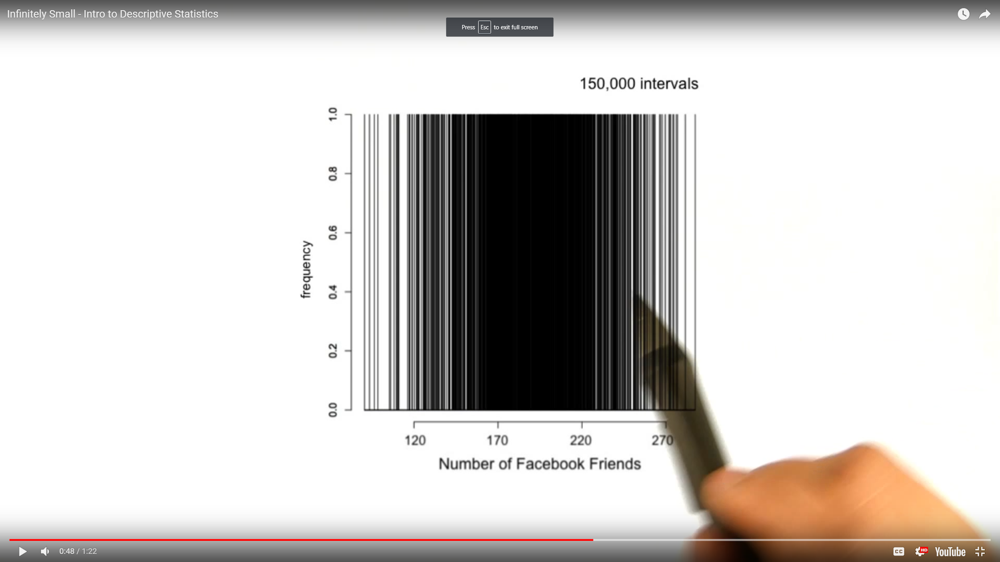 Infinitely Small - Intro to Descriptive Statistics
Press Esc to exit full screen
150,000 intervals
1.0
0.8
0.6
0.4
0.2
0.0
frequency
120 170 220 270
Number of Facebook Friends
0:48 / 1:22
CC
HD
YouTube